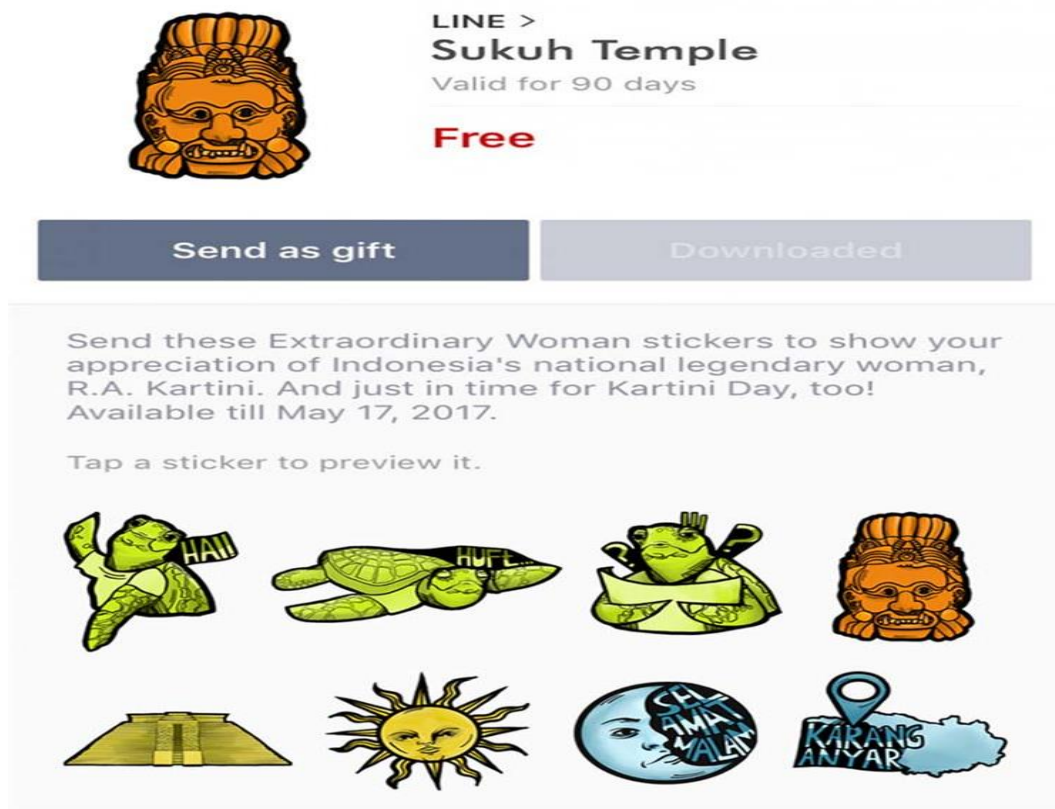 LINE >
Sukuh Temple
Valid for 90 days
Free
Send as gift
Downloaded
Send these Extraordinary Woman stickers to show your
appreciation of Indonesia's national legendary woman,
R.A. Kartini. And just in time for Kartini Day, too!
Available till May 17, 2017.
Tap a sticker to preview it.
HAI!
HUFT...
? !!! ?
SEL
AMAT
MALAM
KARANG
ANYAR